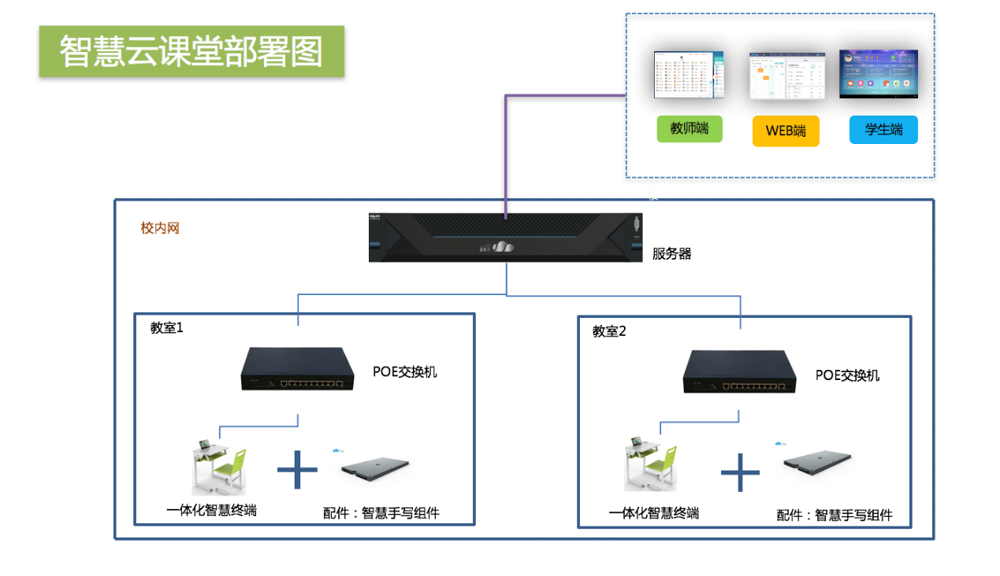 智慧云课堂部署图
教师端
WEB端
学生端
校内网
服务器
教室1
教室2
POE交换机
POE交换机
一体化智慧终端
配件：智慧手写组件
一体化智慧终端
配件：智慧手写组件